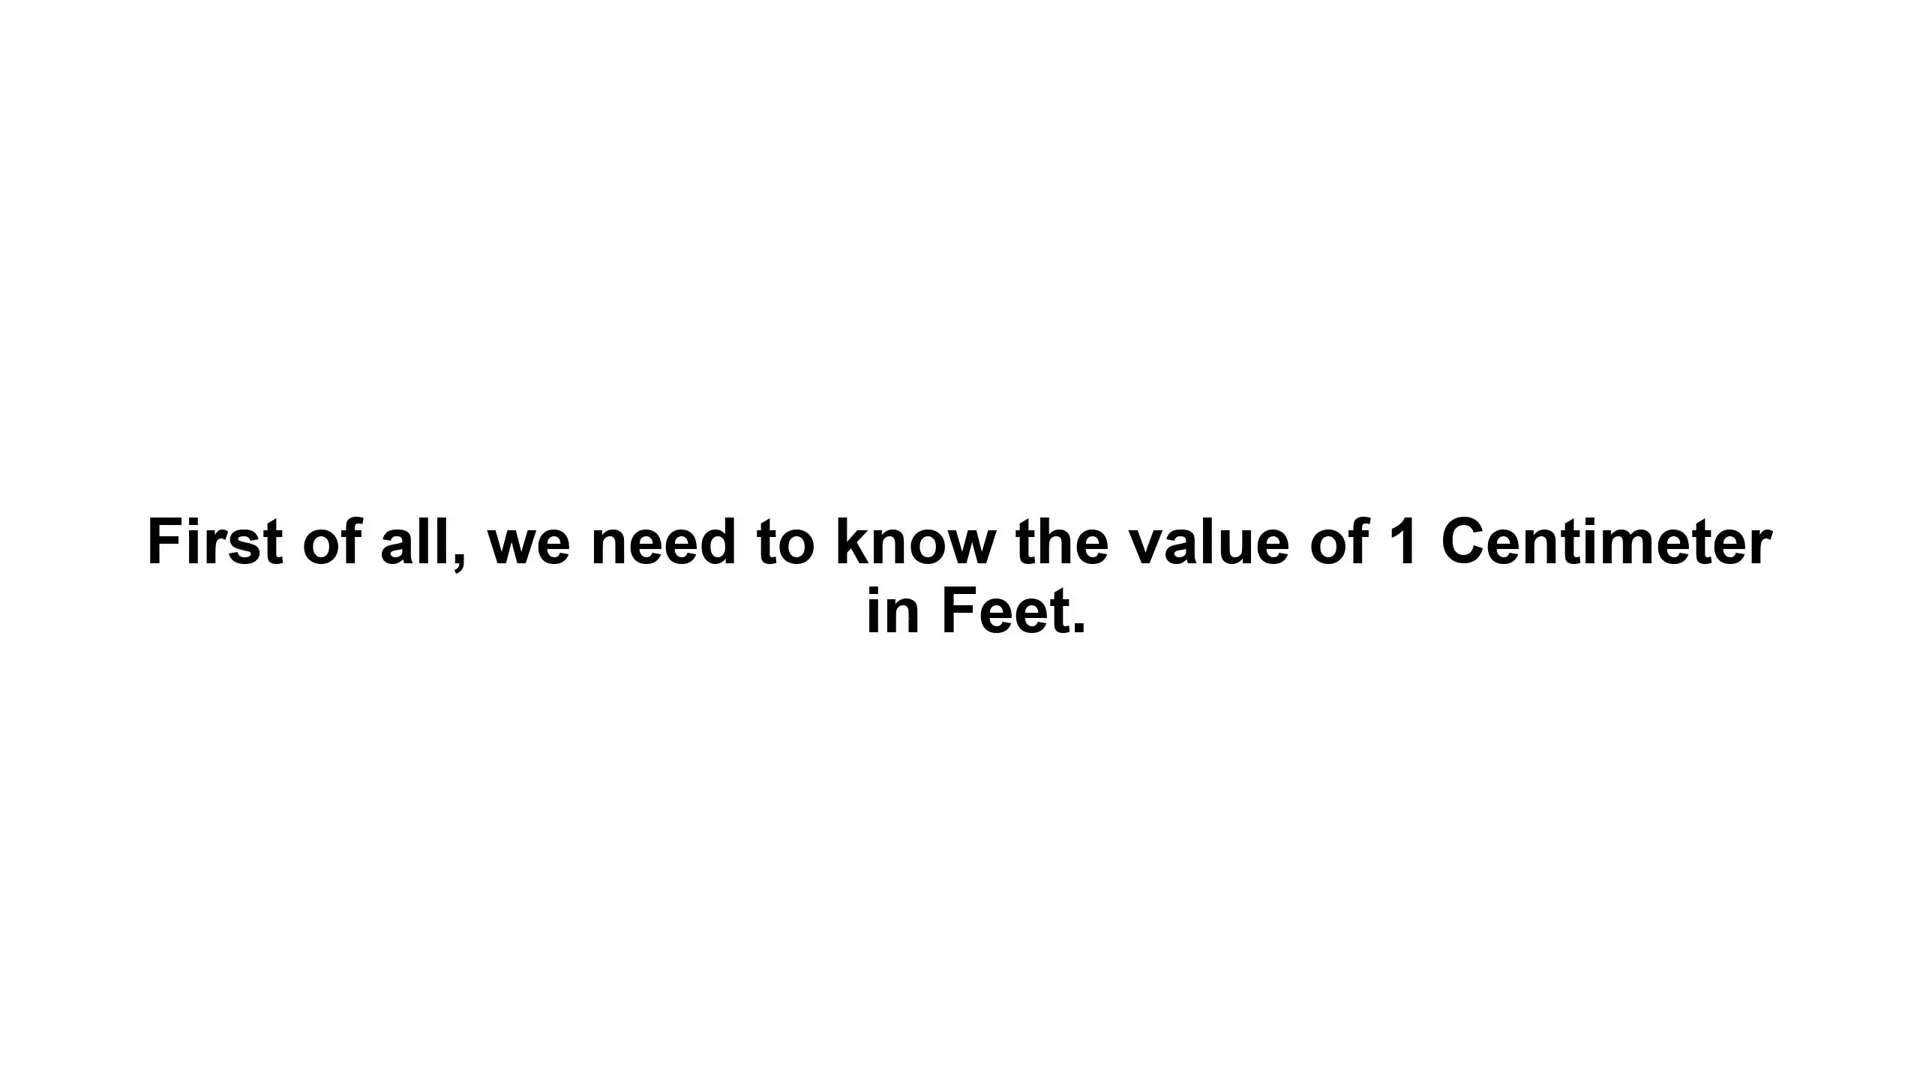 First of all, we need to know the value of 1 Centimeter
in Feet.